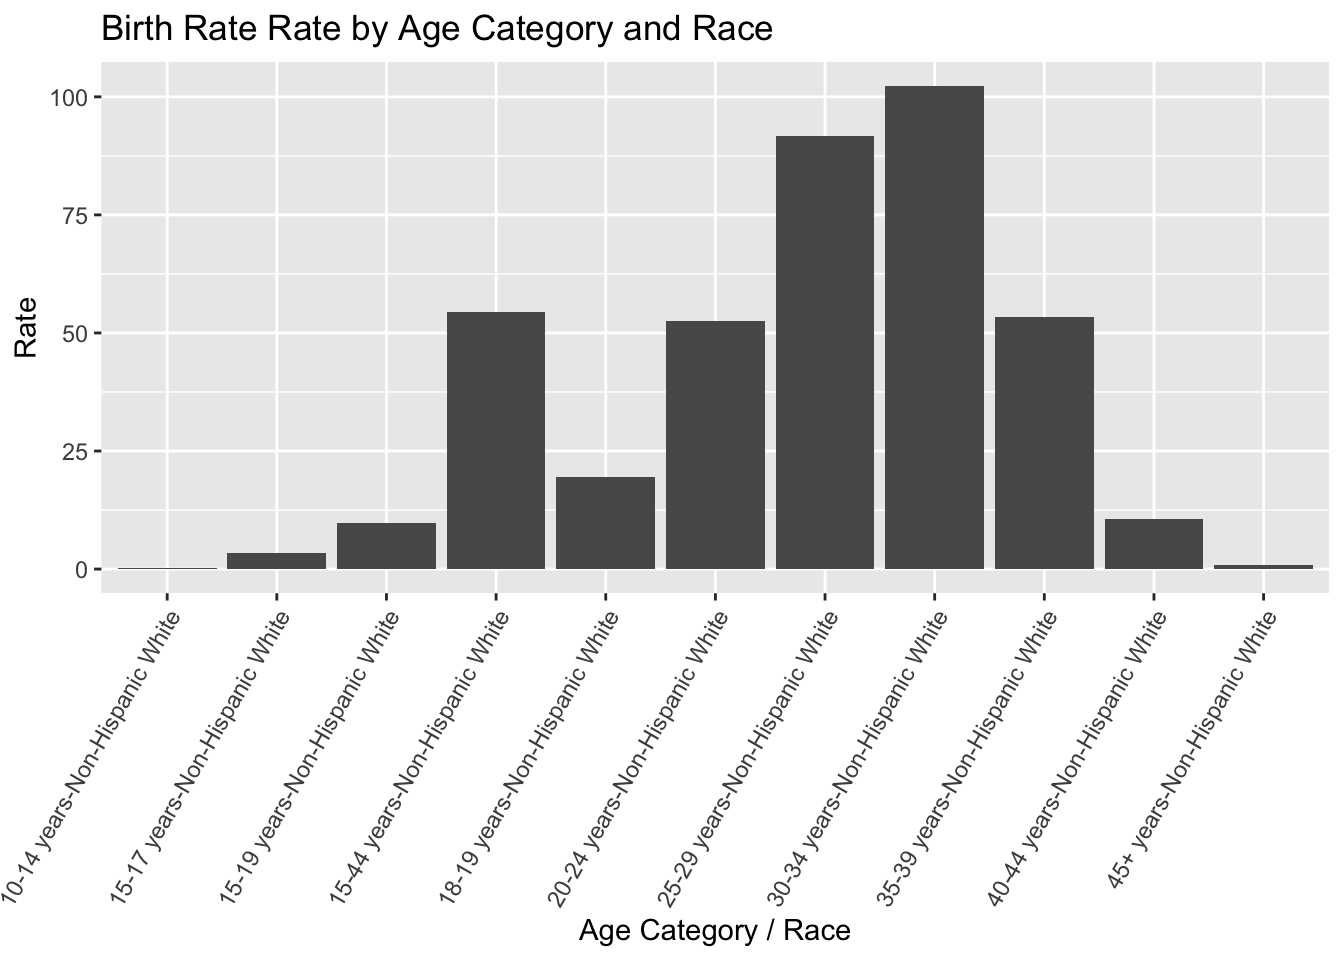 Birth Rate Rate by Age Category and Race
Rate
100
75
50
25
0
10-14 years-Non-Hispanic White
15-17 years-Non-Hispanic White
15-19 years-Non-Hispanic White
15-44 years-Non-Hispanic White
18-19 years-Non-Hispanic White
20-24 years-Non-Hispanic White
25-29 years-Non-Hispanic White
30-34 years-Non-Hispanic White
35-39 years-Non-Hispanic White
40-44 years-Non-Hispanic White
45+ years-Non-Hispanic White
Age Category / Race